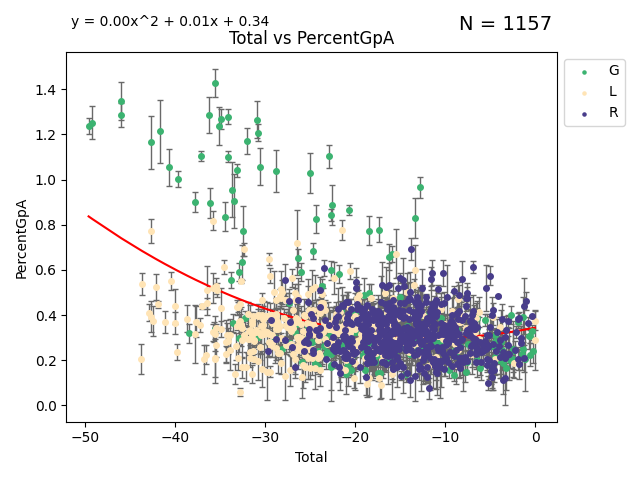 y = 0.00x^2 + 0.01x + 0.34
N = 1157
Total vs PercentGpA
G
L
R
PercentGpA
1.4
1.2
1.0
0.8
0.6
0.4
0.2
0.0
−50
−40
−30
−20
−10
0
Total